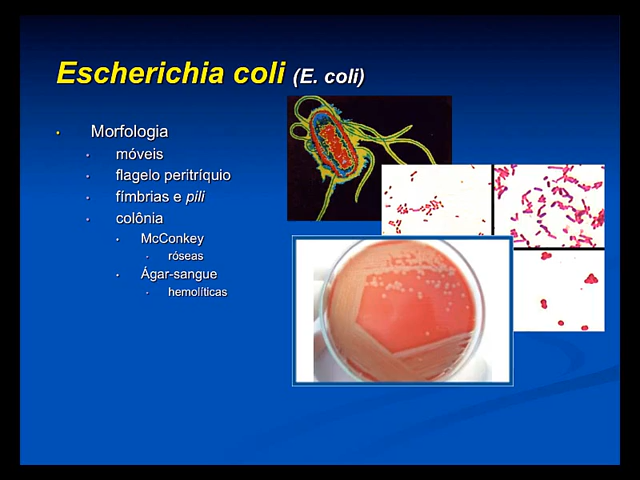 Escherichia coli (E. coli)
Morfologia
móveis
flagelo peritríquio
fímbrias e pili
colônia
McConkey
róseas
Ágar-sangue
hemolíticas